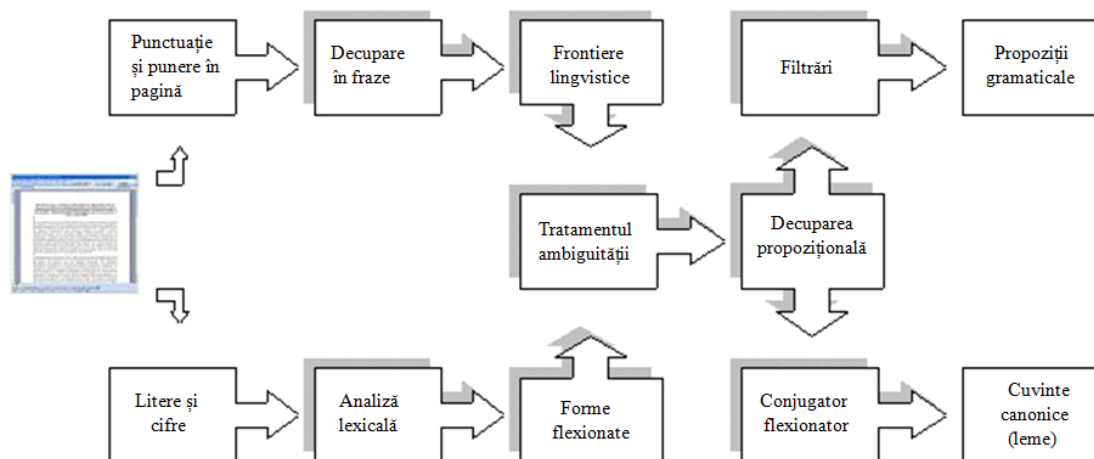 Punctuație
și punere în
pagină
Decupare
în fraze
Frontiere
lingvistice
Filtrări
Propoziții
gramaticale
Tratamentul
ambiguității
Decuparea
propozițională
Litere și
cifre
Analiză
lexicală
Forme
flexionate
Conjugator
flexionator
Cuvinte
canonice
(leme)